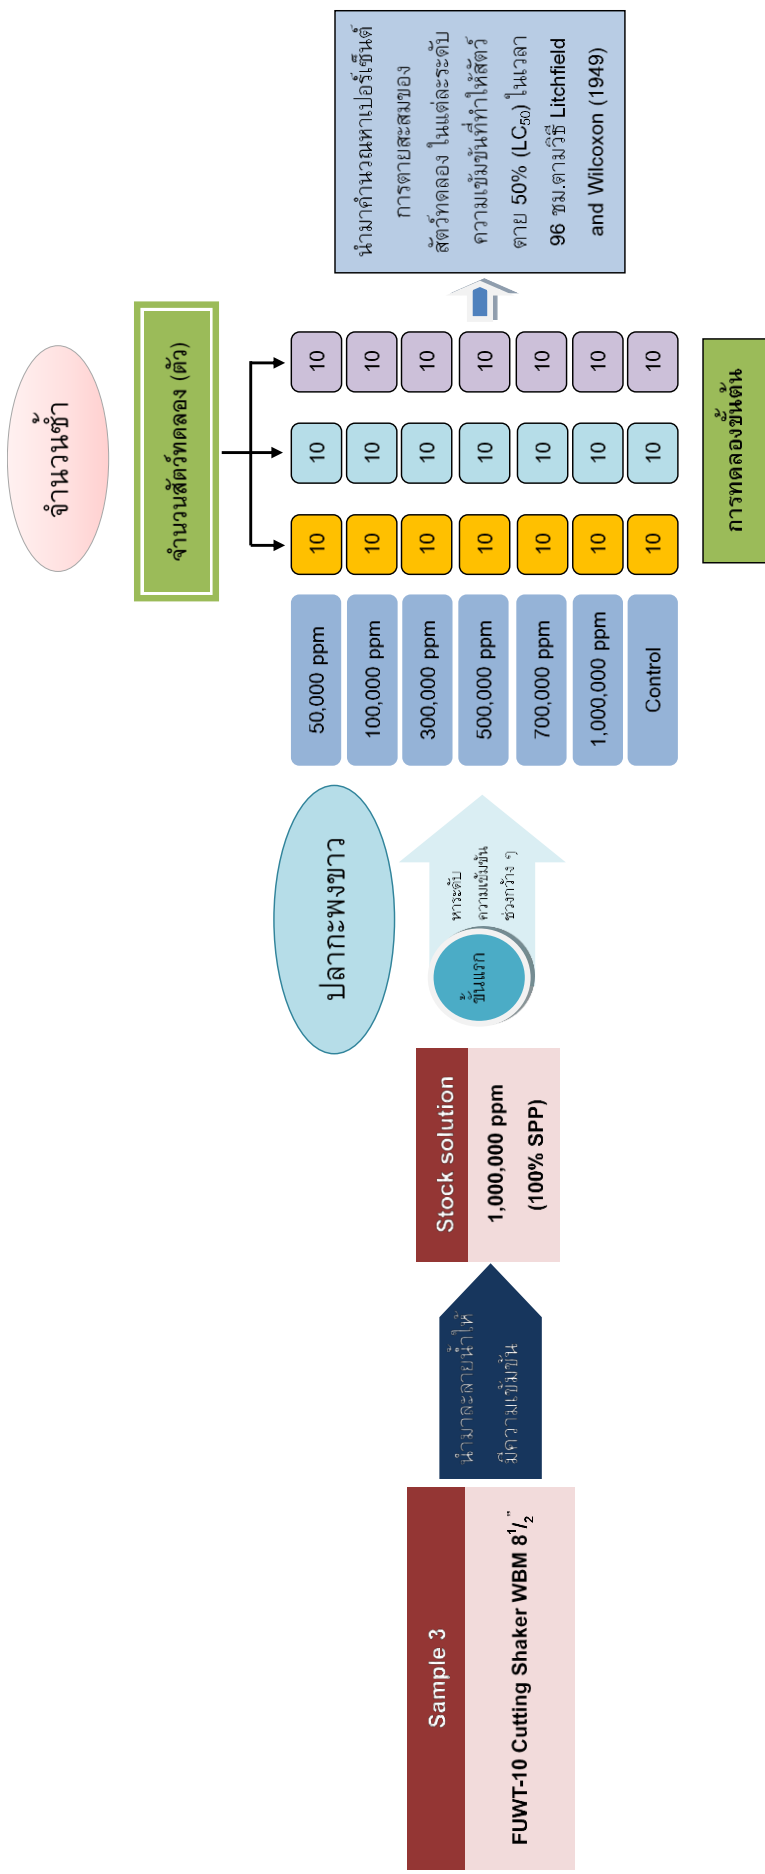 จำนวนซ้ำ
จำนวนสัตว์ทดลอง (ตัว)
Sample 3
FUWT-10 Cutting Shaker WBM 8¹/₂"
นำมาละลายน้ำให้
มีความเข้มข้น
Stock solution
1,000,000 ppm
(100% SPP)
ปลากะพงขาว
ขั้นแรก
หาระดับ
ความเข้มข้น
ช่วงกว้าง ๆ
50,000 ppm 10 10 10
100,000 ppm 10 10 10
300,000 ppm 10 10 10
500,000 ppm 10 10 10
700,000 ppm 10 10 10
1,000,000 ppm 10 10 10
Control 10 10 10
นำมาคำนวณหาเปอร์เซ็นต์
การตายสะสมของ
สัตว์ทดลอง ในแต่ละระดับ
ความเข้มข้นที่ทำให้สัตว์
ตาย 50% (LC₅₀) ในเวลา
96 ชม.ตามวิธี Litchfield
and Wilcoxon (1949)
การทดลองขั้นต้น